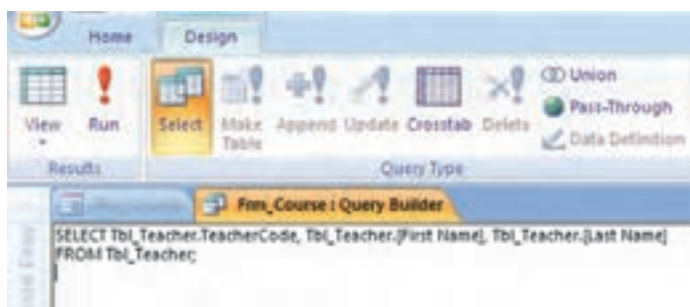 Home Design
View Run Select Make Table Append Update Crosstab Delete Union
Pass-Through
Data Definition
Results Query Type
Frm_Course : Query Builder
SELECT Tbl_Teacher.TeacherCode, Tbl_Teacher.[First Name], Tbl_Teacher.[Last Name]
FROM Tbl_Teacher;